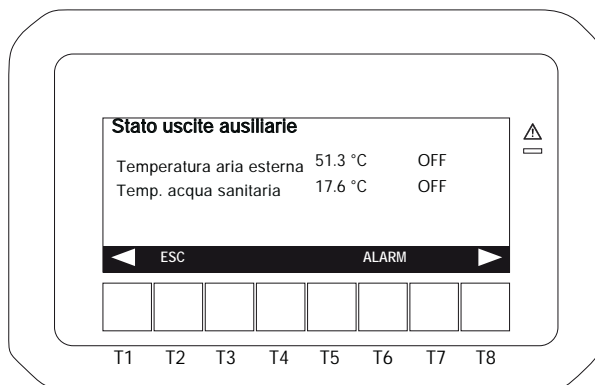 Stato uscite ausiliarie
Temperatura aria esterna 51.3 °C OFF
Temp. acqua sanitaria 17.6 °C OFF
ESC ALARM
T1 T2 T3 T4 T5 T6 T7 T8